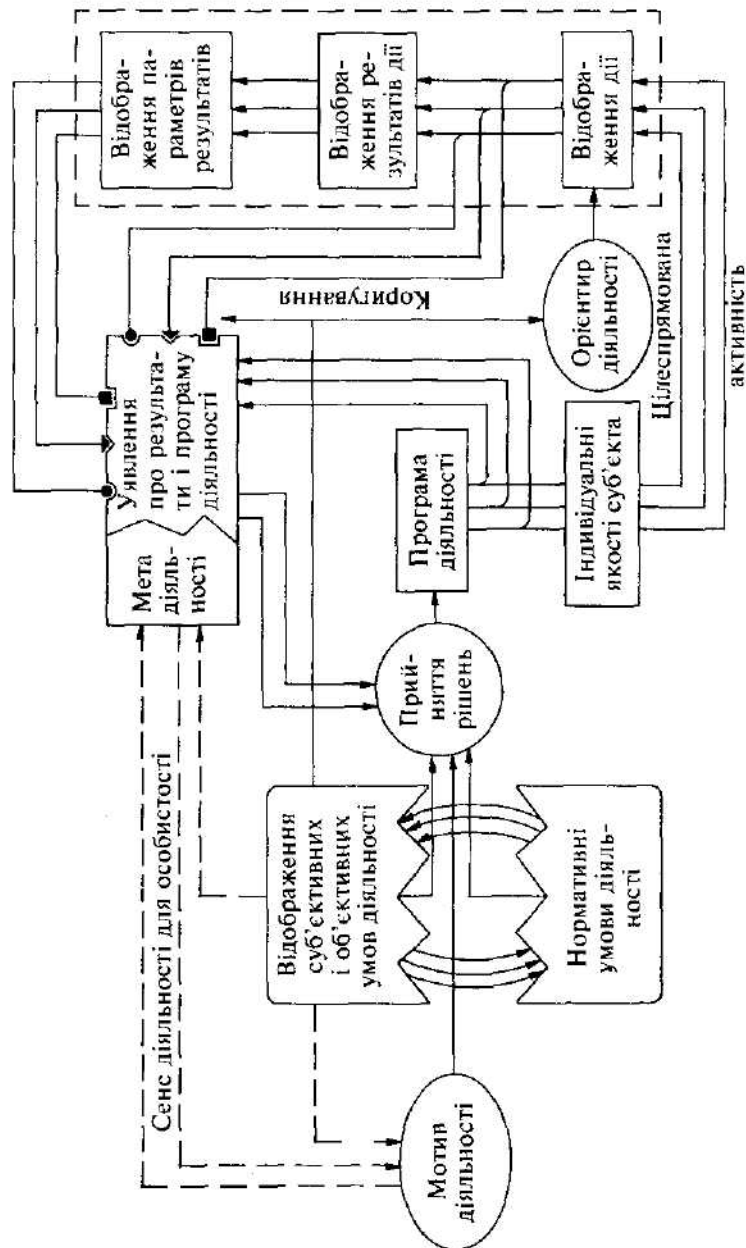 Сенс діяльності для особистості
Мета
діяль-
ності
Уявлення
про результа-
ти і програму
діяльності
Відобра-
ження па-
раметрів
результатів
Відобра-
ження ре-
зультатів дії
Відобра-
ження дії
Коригування
Орієнтир
діяльності
Мотив
діяльності
Відображення
суб’єктивних
і об’єктивних
умов діяльності
Нормативні
умови діяль-
ності
Прий-
няття
рішень
Програма
діяльності
Індивідуальні
якості суб’єкта
Цілеспрямована
активність